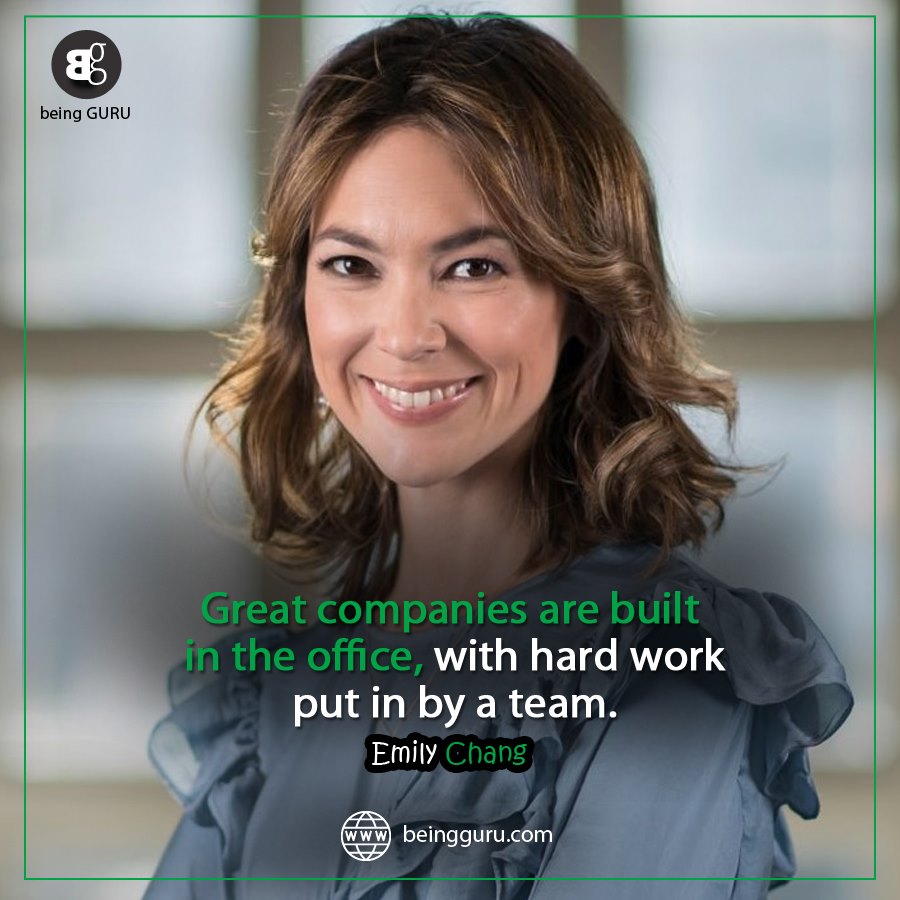 Bg
being GURU
Great companies are built
in the office, with hard work
put in by a team.
Emily Chang
www beingguru.com